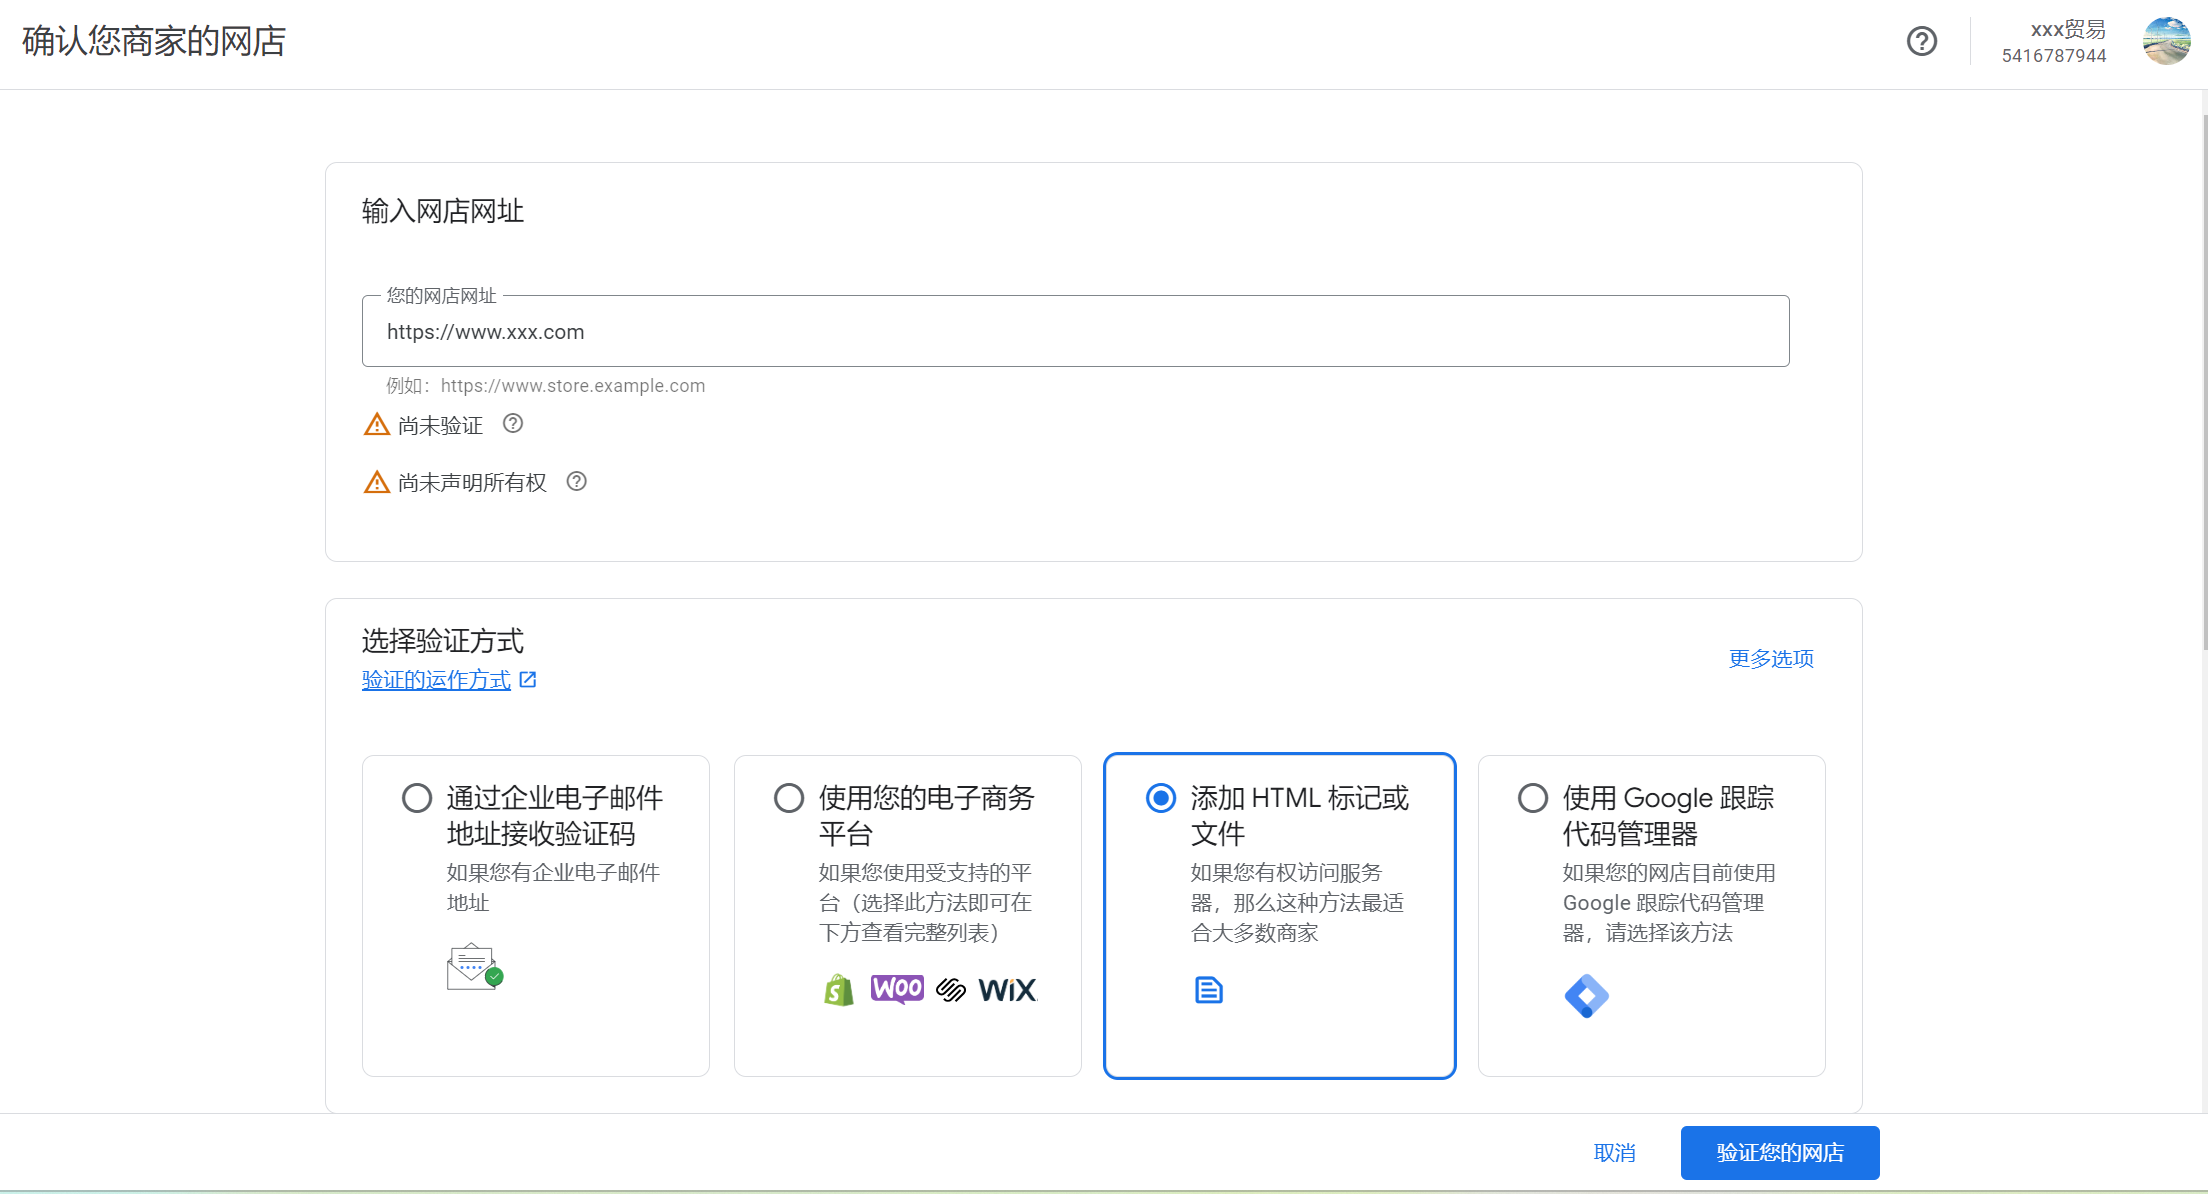 确认您商家的网店
xxx贸易
5416787944
输入网店网址
您的网店网址
https://www.xxx.com
例如：https://www.store.example.com
尚未验证
尚未声明所有权
选择验证方式
验证的运作方式
更多选项
通过企业电子邮件
地址接收验证码
如果您有企业电子邮件
地址
使用您的电子商务
平台
如果您使用受支持的平
台（选择此方法即可在
下方查看完整列表）
WOO
WIX
添加 HTML 标记或
文件
如果您有权访问服务
器，那么这种方法最适
合大多数商家
使用 Google 跟踪
代码管理器
如果您的网店目前使用
Google 跟踪代码管理
器，请选择该方法
取消
验证您的网店